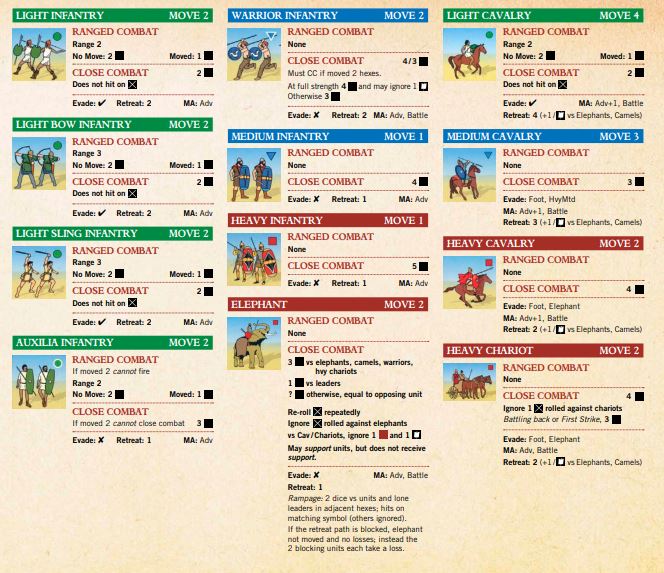 LIGHT INFANTRY MOVE 2
RANGED COMBAT
Range 2
No Move: 2 Moved: 1
CLOSE COMBAT 2
Does not hit on
Evade: ✔ Retreat: 2 MA: Adv
LIGHT BOW INFANTRY MOVE 2
RANGED COMBAT
Range 3
No Move: 2 Moved: 1
CLOSE COMBAT 2
Does not hit on
Evade: ✔ Retreat: 2 MA: Adv
LIGHT SLING INFANTRY MOVE 2
RANGED COMBAT
Range 3
No Move: 2 Moved: 1
CLOSE COMBAT 2
Does not hit on
Evade: ✔ Retreat: 2 MA: Adv
AUXILIA INFANTRY MOVE 2
RANGED COMBAT
If moved 2 cannot fire
Range 2
No Move: 2 Moved: 1
CLOSE COMBAT
If moved 2 cannot close combat 3
Evade: ✘ Retreat: 1 MA: Adv
WARRIOR INFANTRY MOVE 2
RANGED COMBAT
None
CLOSE COMBAT 4/3
Must CC if moved 2 hexes.
At full strength 4 and may ignore 1
Otherwise 3
Evade: ✘ Retreat: 2 MA: Adv, Battle
MEDIUM INFANTRY MOVE 1
RANGED COMBAT
None
CLOSE COMBAT 4
Evade: ✘ Retreat: 1 MA: Adv
HEAVY INFANTRY MOVE 1
RANGED COMBAT
None
CLOSE COMBAT 5
Evade: ✘ Retreat: 1 MA: Adv
ELEPHANT MOVE 2
RANGED COMBAT
None
CLOSE COMBAT
3 vs elephants, camels, warriors,
hvy chariots
1 vs leaders
? otherwise, equal to opposing unit
Re-roll repeatedly
Ignore rolled against elephants
vs Cav/Chariots, ignore 1 and 1
May support units, but does not receive
support.
Evade: ✘ MA: Adv, Battle
Retreat: 1
Rampage: 2 dice vs units and lone
leaders in adjacent hexes; hits on
matching symbol (others ignored).
If the retreat path is blocked, elephant
not moved and no losses; instead the
2 blocking units each take a loss.
LIGHT CAVALRY MOVE 4
RANGED COMBAT
Range 2
No Move: 2 Moved: 1
CLOSE COMBAT 2
Does not hit on
Evade: ✔ MA: Adv+1, Battle
Retreat: 4 (+1/ vs Elephants, Camels)
MEDIUM CAVALRY MOVE 3
RANGED COMBAT
None
CLOSE COMBAT 3
Evade: Foot, HvyMtd
MA: Adv+1, Battle
Retreat: 3 (+1/ vs Elephants, Camels)
HEAVY CAVALRY MOVE 2
RANGED COMBAT
None
CLOSE COMBAT 4
Evade: Foot, Elephant
MA: Adv+1, Battle
Retreat: 2 (+1/ vs Elephants, Camels)
HEAVY CHARIOT MOVE 2
RANGED COMBAT
None
CLOSE COMBAT 4
Ignore 1 rolled against chariots
Battling back or First Strike, 3
Evade: Foot, Elephant
MA: Adv, Battle
Retreat: 2 (+1/ vs Elephants, Camels)